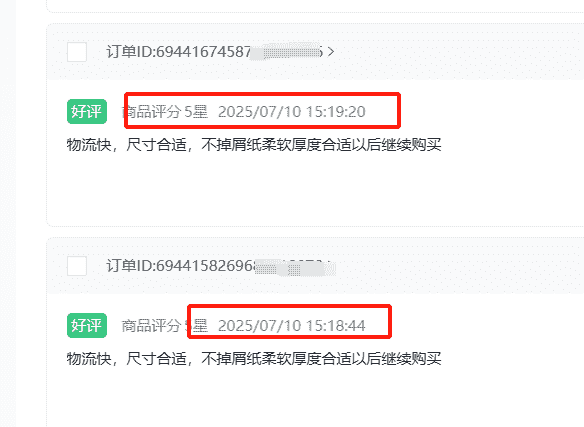 订单ID:69441674587
好评 商品评分 5星 2025/07/10 15:19:20
物流快，尺寸合适，不掉屑纸柔软厚度合适以后继续购买
订单ID:6944158269
好评 商品评分 5星 2025/07/10 15:18:44
物流快，尺寸合适，不掉屑纸柔软厚度合适以后继续购买